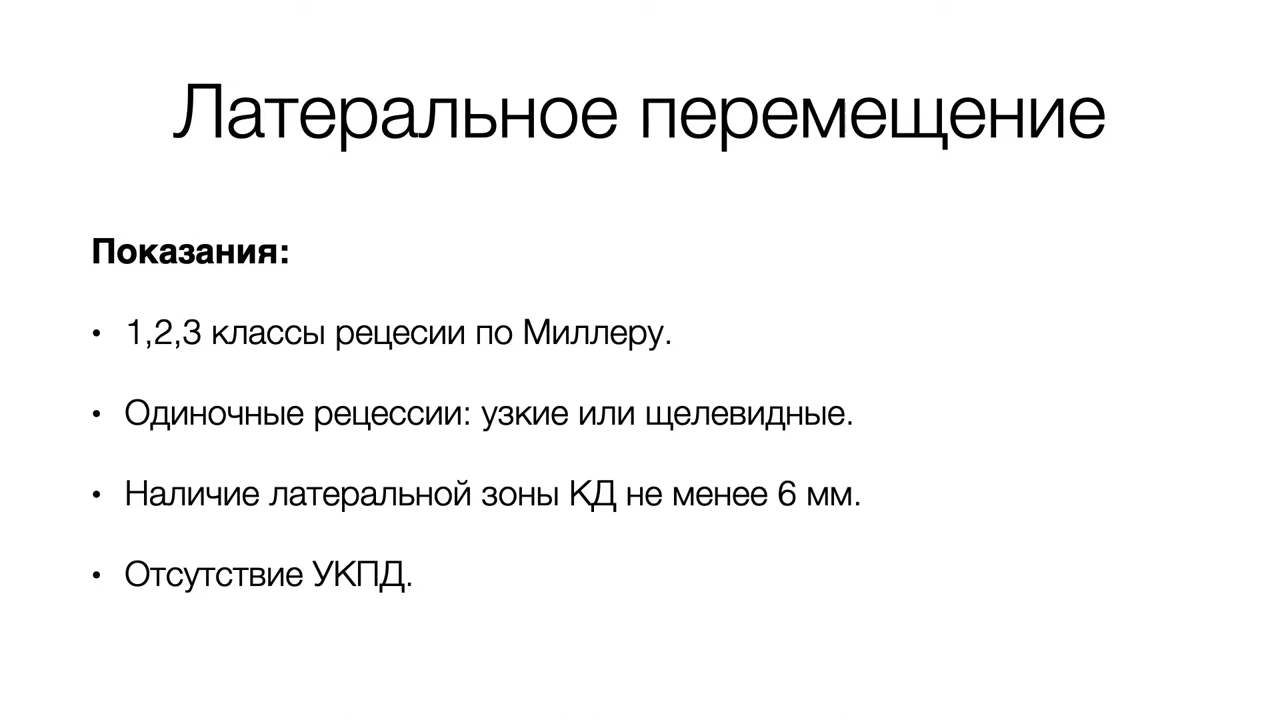 Латеральное перемещение
Показания:
• 1,2,3 классы рецесии по Миллеру.
• Одиночные рецессии: узкие или щелевидные.
• Наличие латеральной зоны КД не менее 6 мм.
• Отсутствие УКПД.